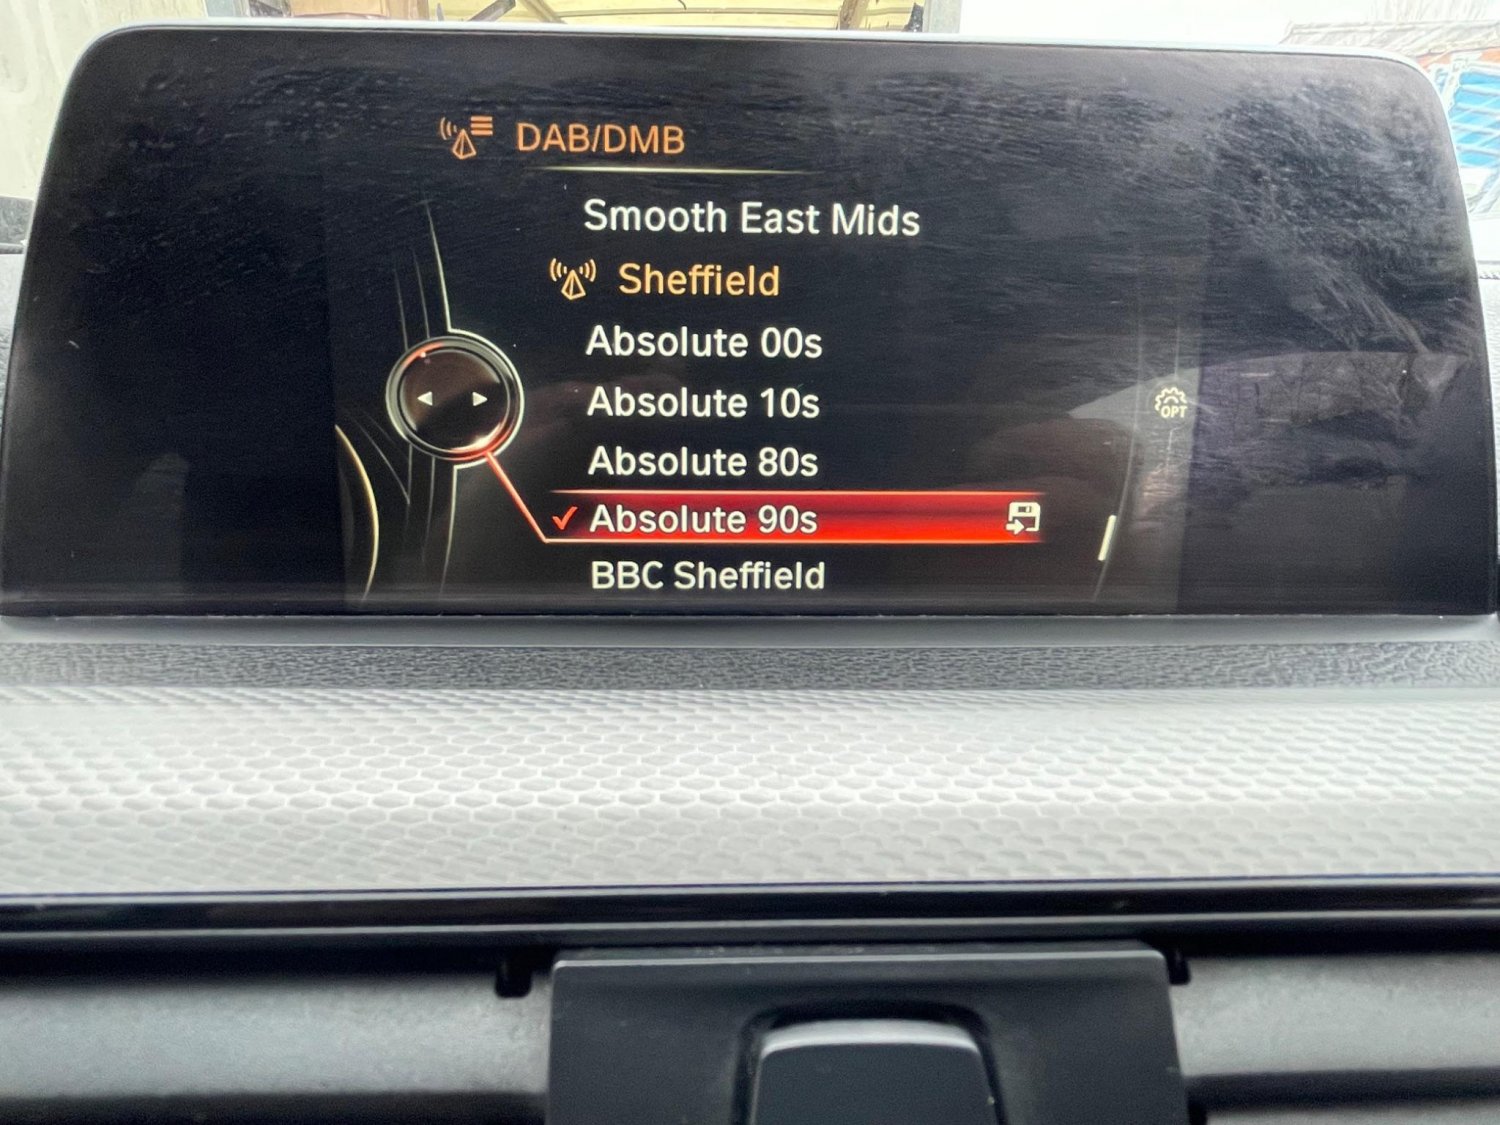 DAB/DMB
Smooth East Mids
Sheffield
Absolute 00s
Absolute 10s
Absolute 80s
OPT
Absolute 90s
BBC Sheffield